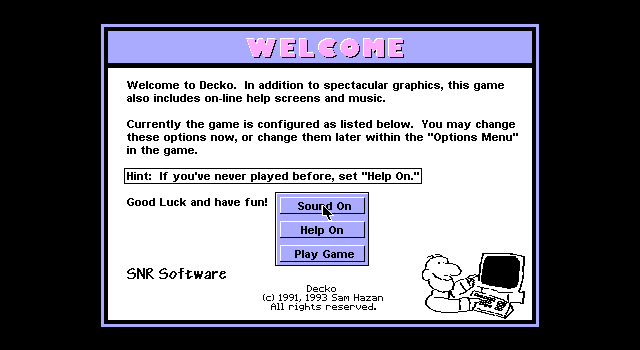 WELCOME
Welcome to Decko.  In addition to spectacular graphics, this game
also includes on-line help screens and music.
Currently the game is configured as listed below.  You may change
these options now, or change them later within the "Options Menu"
in the game.
Hint:  If you've never played before, set "Help On."
Good Luck and have fun!
Sound On
Help On
Play Game
SNR Software
Decko
(c) 1991, 1993 Sam Hazan
All rights reserved.